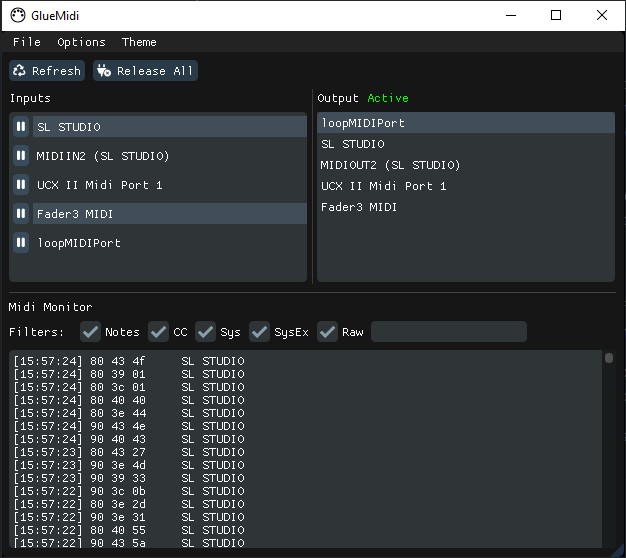 GlueMidi
File Options Theme
Refresh Release All
Inputs
SL STUDIO
MIDIIN2 (SL STUDIO)
UCX II Midi Port 1
Fader3 MIDI
loopMIDIPort
Output Active
loopMIDIPort
SL STUDIO
MIDIOUT2 (SL STUDIO)
UCX II Midi Port 1
Fader3 MIDI
Midi Monitor
Filters: Notes CC Sys SysEx Raw
[15:57:24] 80 43 4f SL STUDIO
[15:57:24] 80 39 01 SL STUDIO
[15:57:24] 80 3c 01 SL STUDIO
[15:57:24] 80 40 40 SL STUDIO
[15:57:24] 80 3e 44 SL STUDIO
[15:57:24] 90 43 4e SL STUDIO
[15:57:24] 90 40 43 SL STUDIO
[15:57:23] 80 43 27 SL STUDIO
[15:57:23] 90 3e 4d SL STUDIO
[15:57:23] 90 39 33 SL STUDIO
[15:57:22] 90 3c 0b SL STUDIO
[15:57:22] 80 3e 2d SL STUDIO
[15:57:22] 90 3e 31 SL STUDIO
[15:57:22] 80 40 55 SL STUDIO
[15:57:22] 90 43 5a SL STUDIO